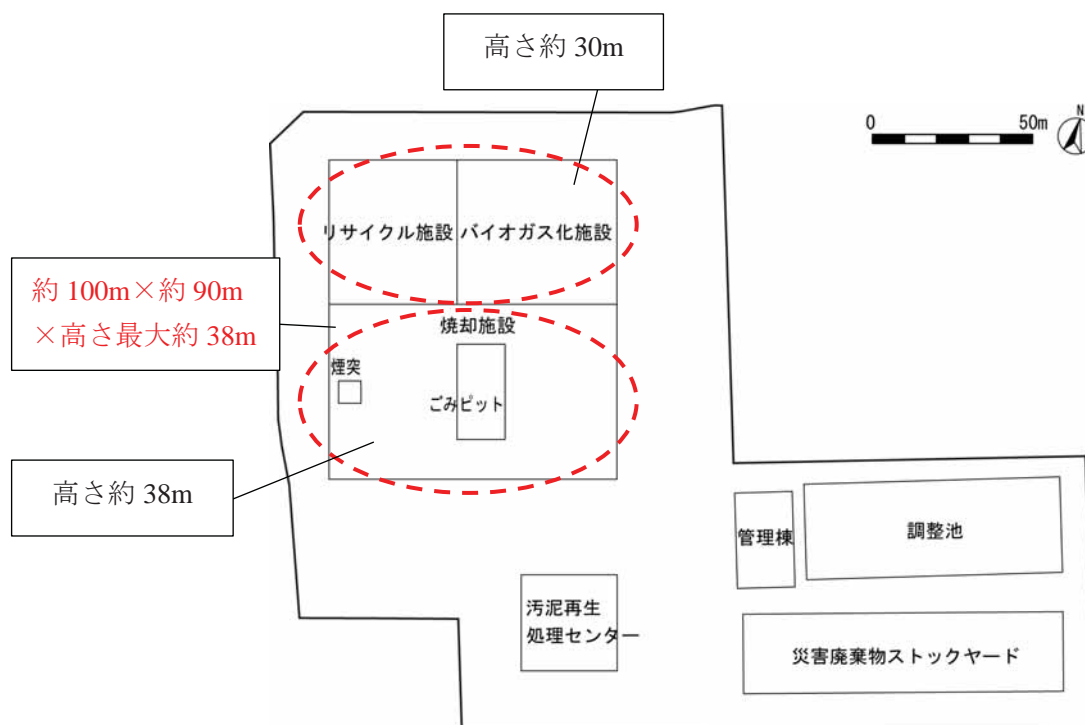 高さ約 30m
0
50m
N
リサイクル施設
バイオガス化施設
約 100m×約 90m
×高さ最大約 38m
焼却施設
煙突
ごみピット
高さ約 38m
管理棟
調整池
汚泥再生
処理センター
災害廃棄物ストックヤード